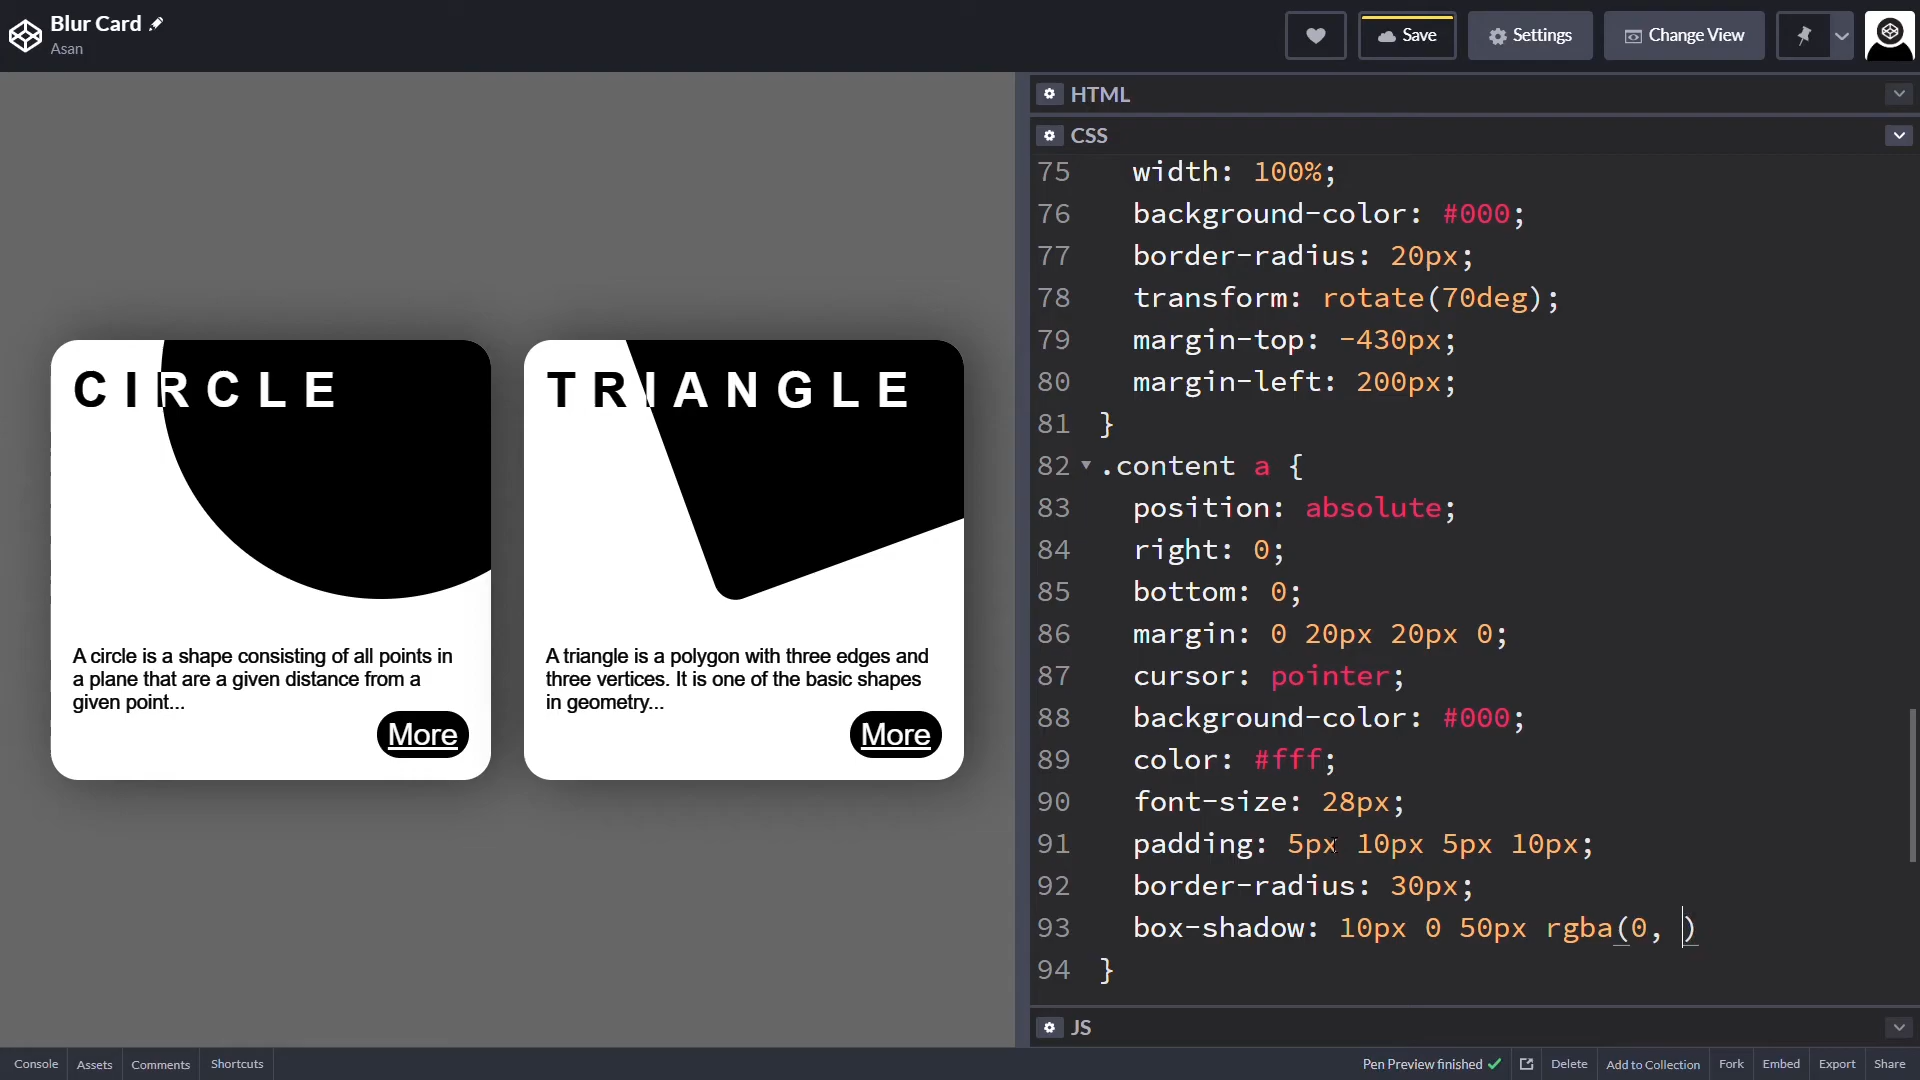 Blur Card
Asan
Save
Settings
Change View
C I R C L E
A circle is a shape consisting of all points in
a plane that are a given distance from a
given point...
More
T R I A N G L E
A triangle is a polygon with three edges and
three vertices. It is one of the basic shapes
in geometry...
More
HTML
CSS
75 width: 100%;
76 background-color: #000;
77 border-radius: 20px;
78 transform: rotate(70deg);
79 margin-top: -430px;
80 margin-left: 200px;
81 }
82 .content a {
83 position: absolute;
84 right: 0;
85 bottom: 0;
86 margin: 0 20px 20px 0;
87 cursor: pointer;
88 background-color: #000;
89 color: #fff;
90 font-size: 28px;
91 padding: 5px 10px 5px 10px;
92 border-radius: 30px;
93 box-shadow: 10px 0 50px rgba(0, )
94 }
JS
Console Assets Comments Shortcuts Pen Preview finished Delete Add to Collection Fork Embed Export Share